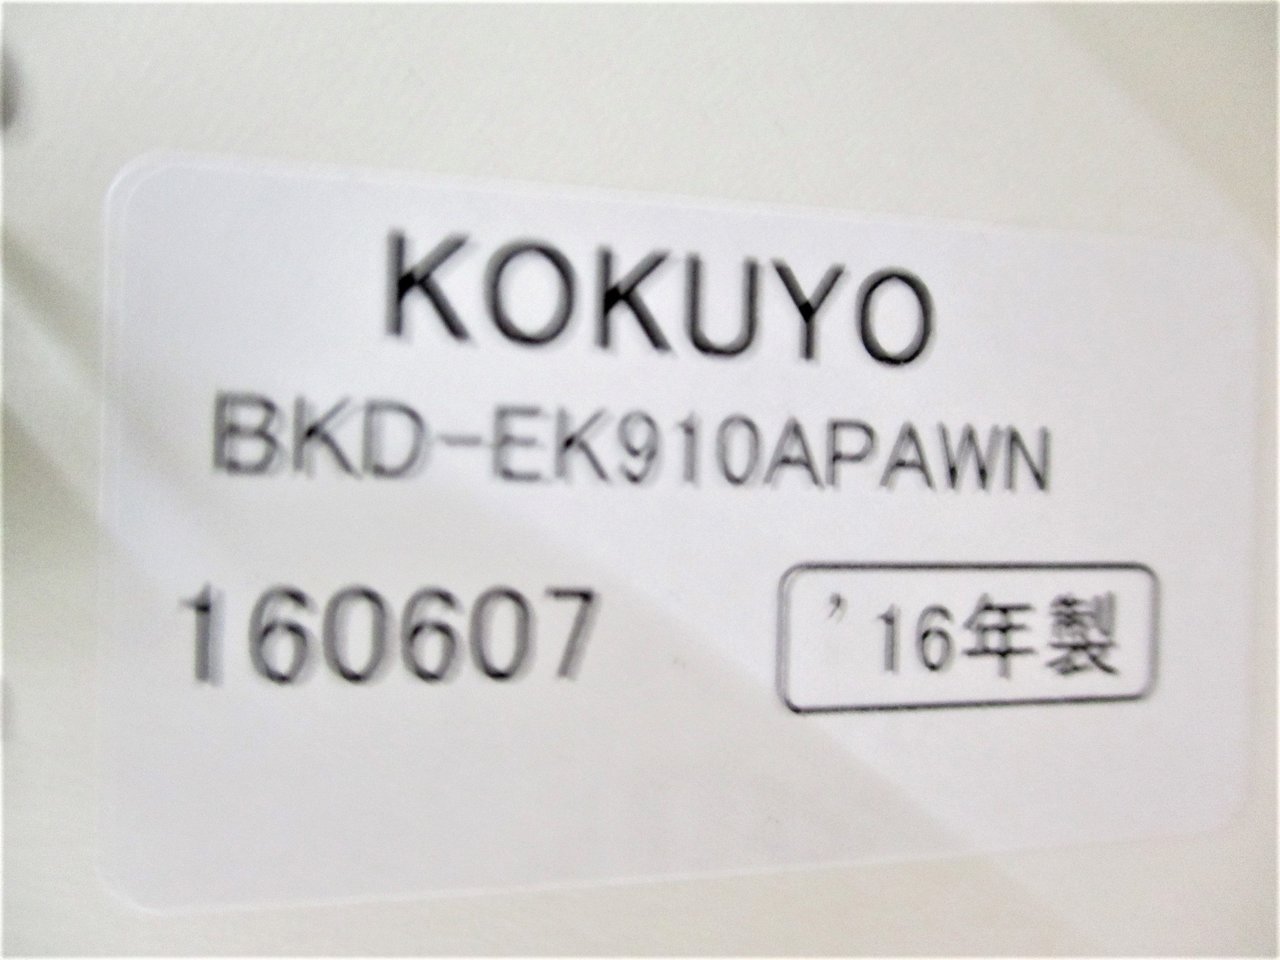 KOKUYO
BKD-EK910APAWN
160607
'16年製